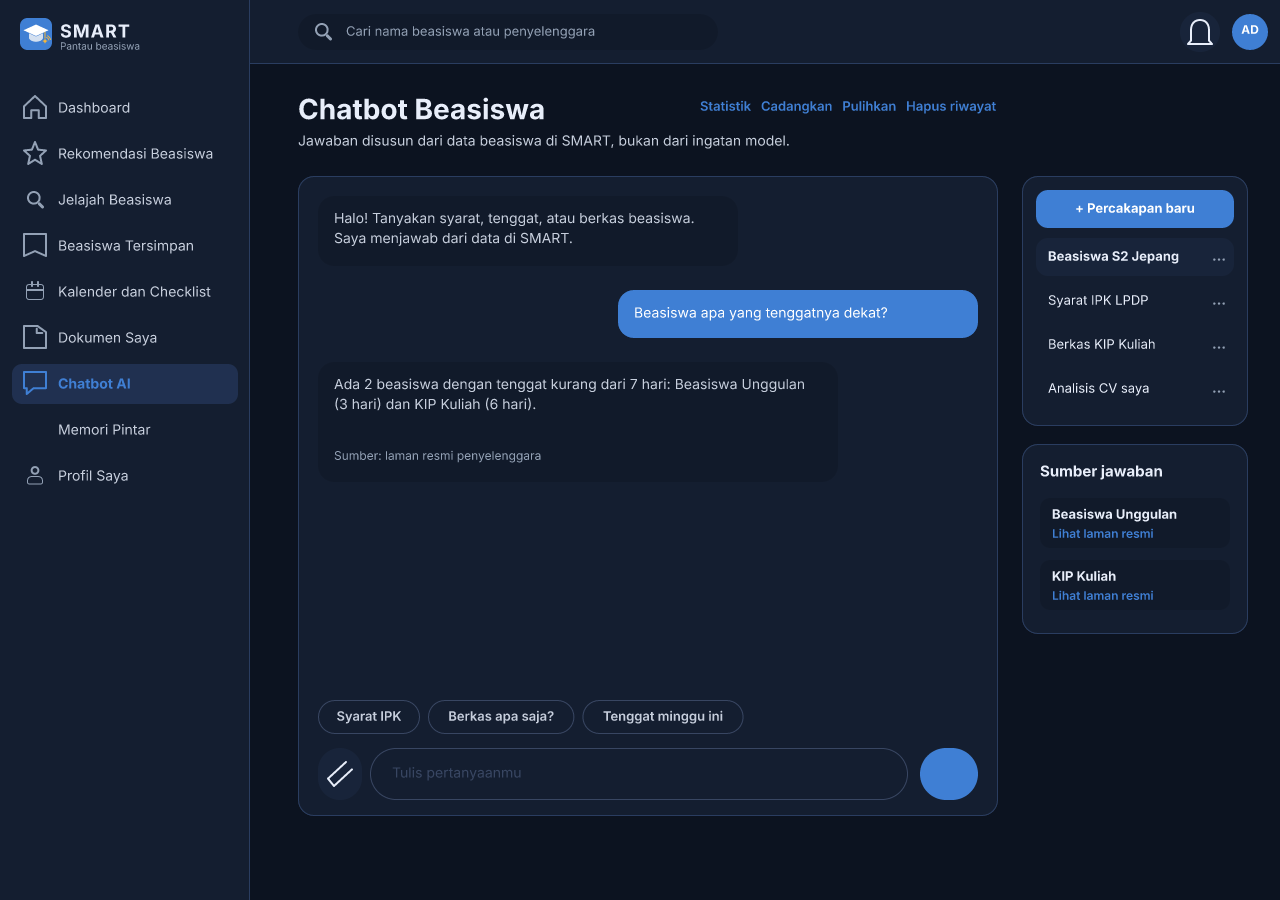 SMART
Pantau beasiswa
Cari nama beasiswa atau penyelenggara
AD
Dashboard
Rekomendasi Beasiswa
Jelajah Beasiswa
Beasiswa Tersimpan
Kalender dan Checklist
Dokumen Saya
Chatbot AI
Memori Pintar
Profil Saya
Chatbot Beasiswa
Statistik Cadangkan Pulihkan Hapus riwayat
Jawaban disusun dari data beasiswa di SMART, bukan dari ingatan model.
Halo! Tanyakan syarat, tenggat, atau berkas beasiswa.
Saya menjawab dari data di SMART.
Beasiswa apa yang tenggatnya dekat?
Ada 2 beasiswa dengan tenggat kurang dari 7 hari: Beasiswa Unggulan
(3 hari) dan KIP Kuliah (6 hari).
Sumber: laman resmi penyelenggara
Syarat IPK
Berkas apa saja?
Tenggat minggu ini
Tulis pertanyaanmu
+ Percakapan baru
Beasiswa S2 Jepang ...
Syarat IPK LPDP ...
Berkas KIP Kuliah ...
Analisis CV saya ...
Sumber jawaban
Beasiswa Unggulan
Lihat laman resmi
KIP Kuliah
Lihat laman resmi